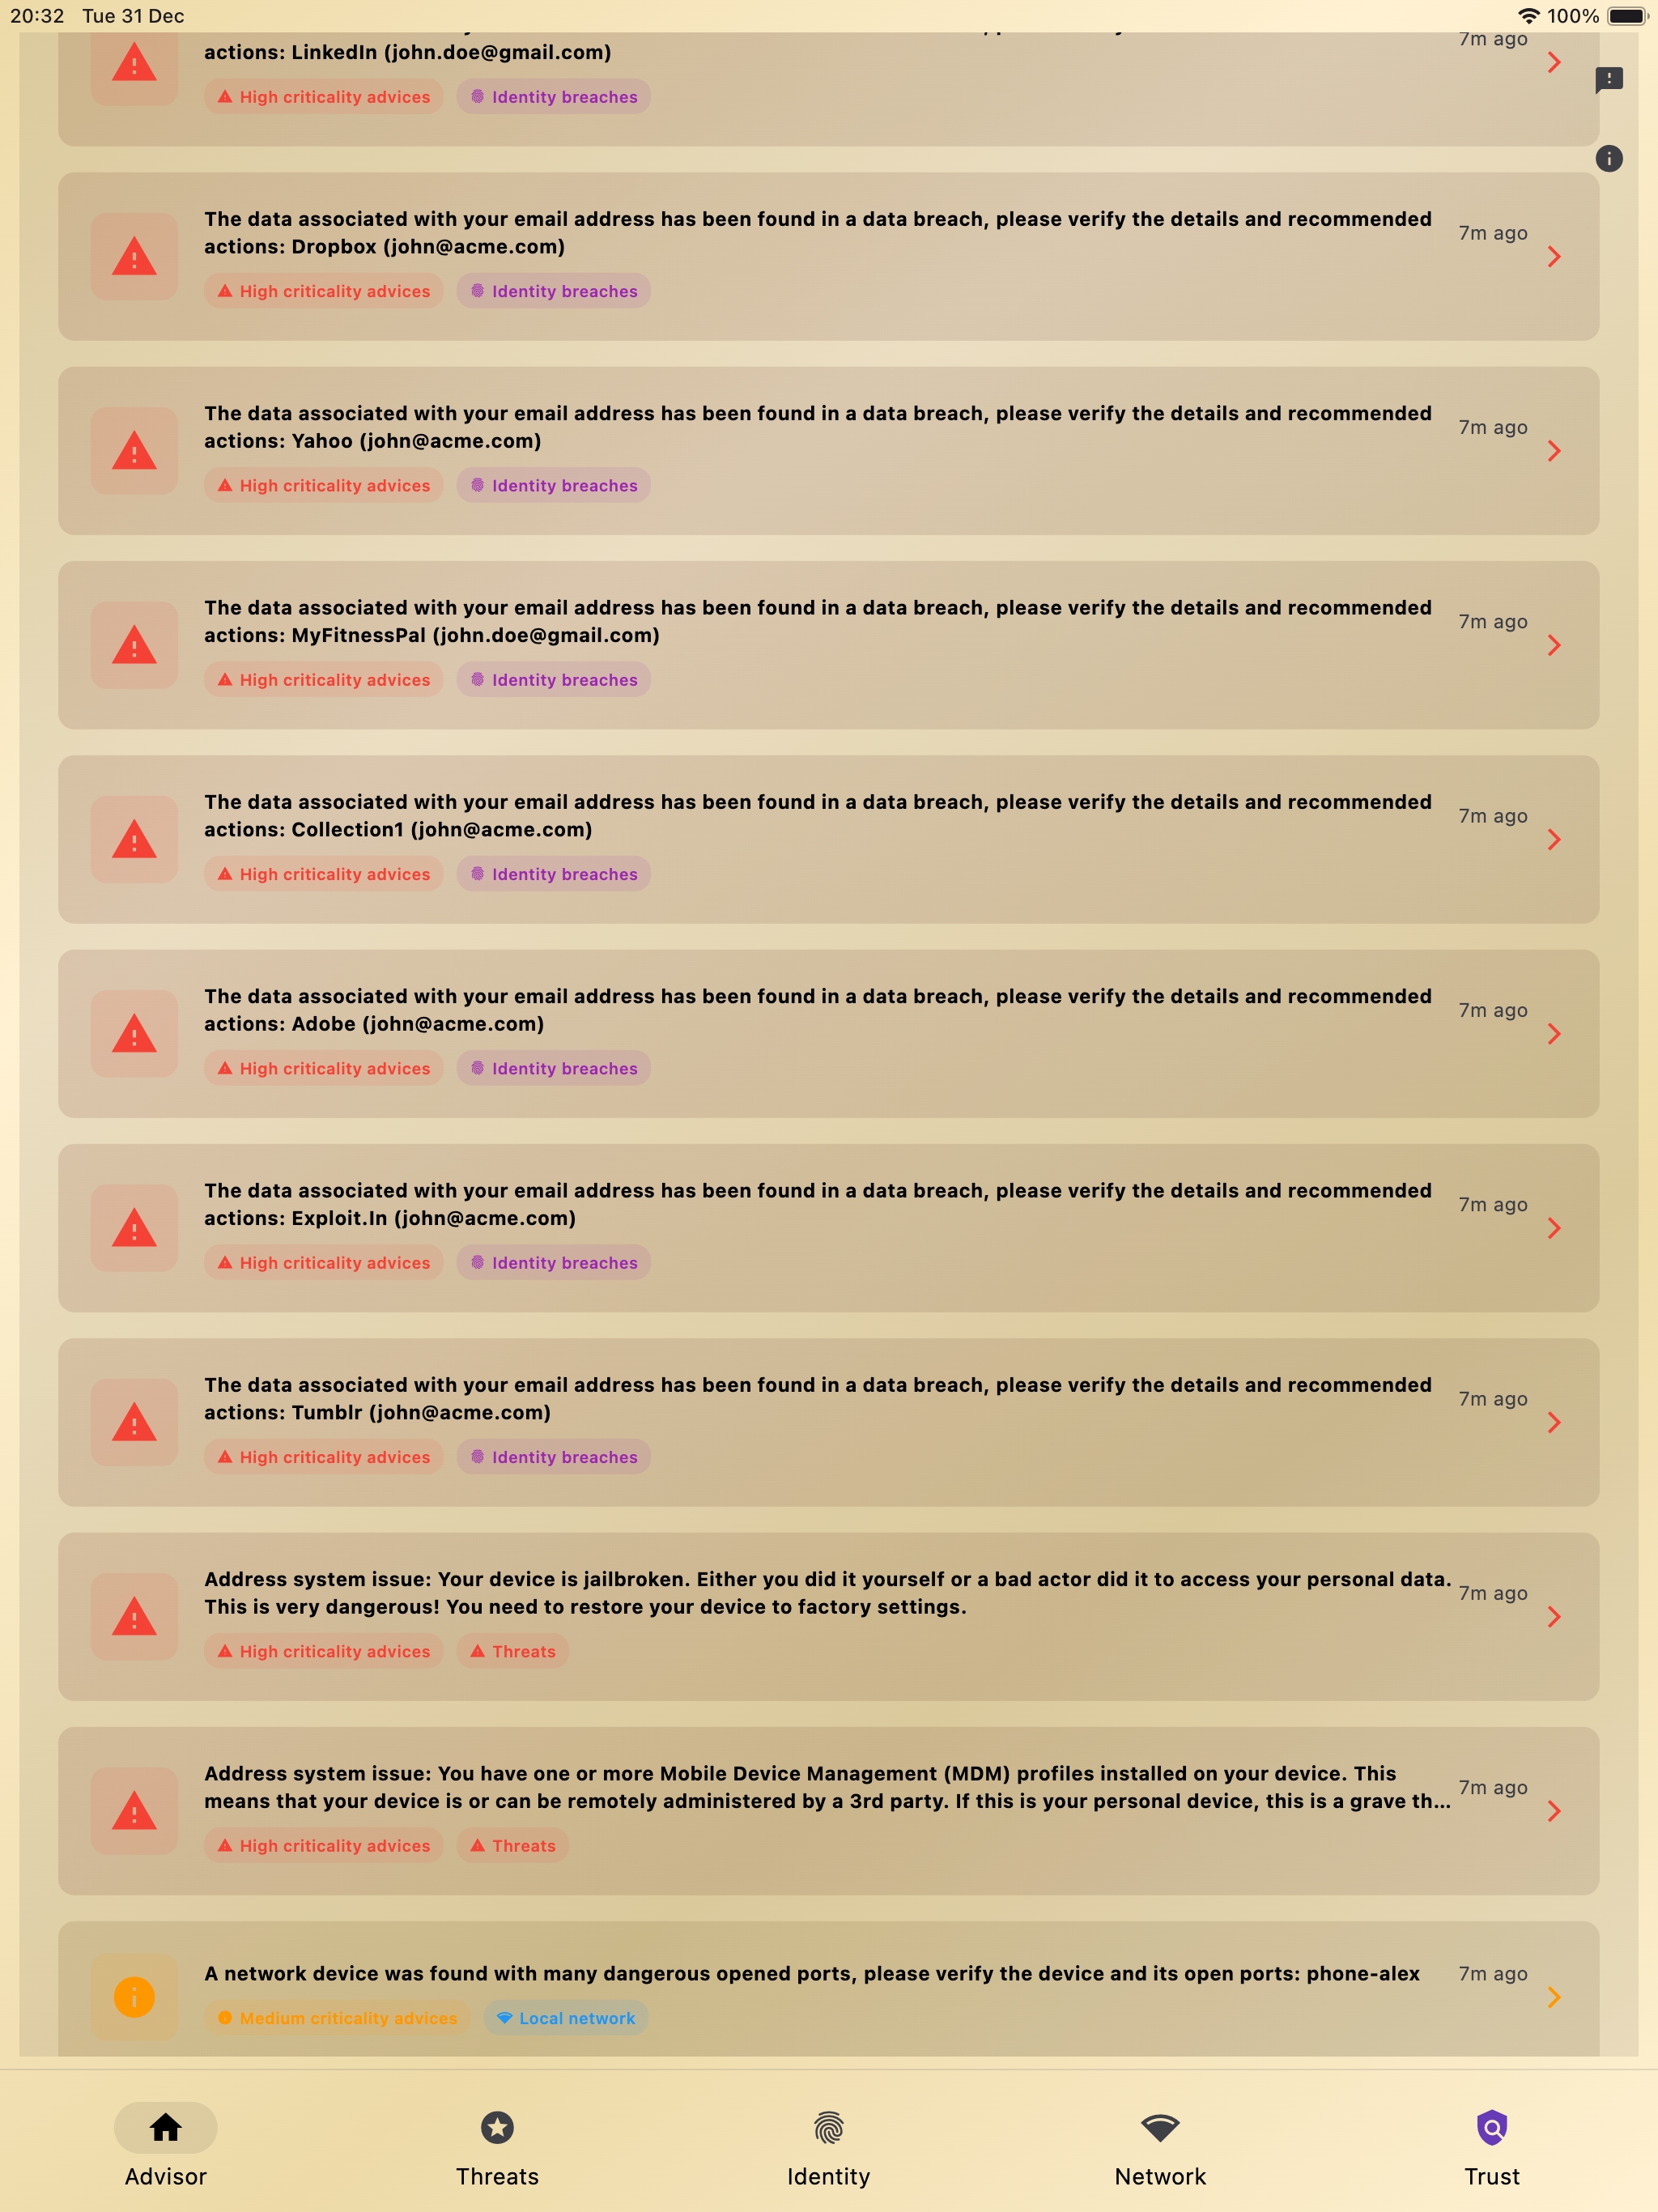 20:32 Tue 31 Dec 100%
actions: LinkedIn (john.doe@gmail.com)
7m ago
High criticality advices Identity breaches
The data associated with your email address has been found in a data breach, please verify the details and recommended
actions: Dropbox (john@acme.com)
7m ago
High criticality advices Identity breaches
The data associated with your email address has been found in a data breach, please verify the details and recommended
actions: Yahoo (john@acme.com)
7m ago
High criticality advices Identity breaches
The data associated with your email address has been found in a data breach, please verify the details and recommended
actions: MyFitnessPal (john.doe@gmail.com)
7m ago
High criticality advices Identity breaches
The data associated with your email address has been found in a data breach, please verify the details and recommended
actions: Collection1 (john@acme.com)
7m ago
High criticality advices Identity breaches
The data associated with your email address has been found in a data breach, please verify the details and recommended
actions: Adobe (john@acme.com)
7m ago
High criticality advices Identity breaches
The data associated with your email address has been found in a data breach, please verify the details and recommended
actions: Exploit.In (john@acme.com)
7m ago
High criticality advices Identity breaches
The data associated with your email address has been found in a data breach, please verify the details and recommended
actions: Tumblr (john@acme.com)
7m ago
High criticality advices Identity breaches
Address system issue: Your device is jailbroken. Either you did it yourself or a bad actor did it to access your personal data.
This is very dangerous! You need to restore your device to factory settings.
7m ago
High criticality advices Threats
Address system issue: You have one or more Mobile Device Management (MDM) profiles installed on your device. This
means that your device is or can be remotely administered by a 3rd party. If this is your personal device, this is a grave th...
7m ago
High criticality advices Threats
A network device was found with many dangerous opened ports, please verify the device and its open ports: phone-alex
7m ago
Medium criticality advices Local network
Advisor Threats Identity Network Trust